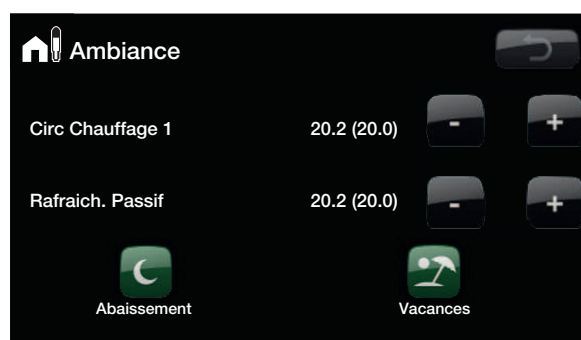 Ambiance
Circ Chauffage 1 20.2 (20.0) - +
Rafraich. Passif 20.2 (20.0) - +
Abaissement Vacances